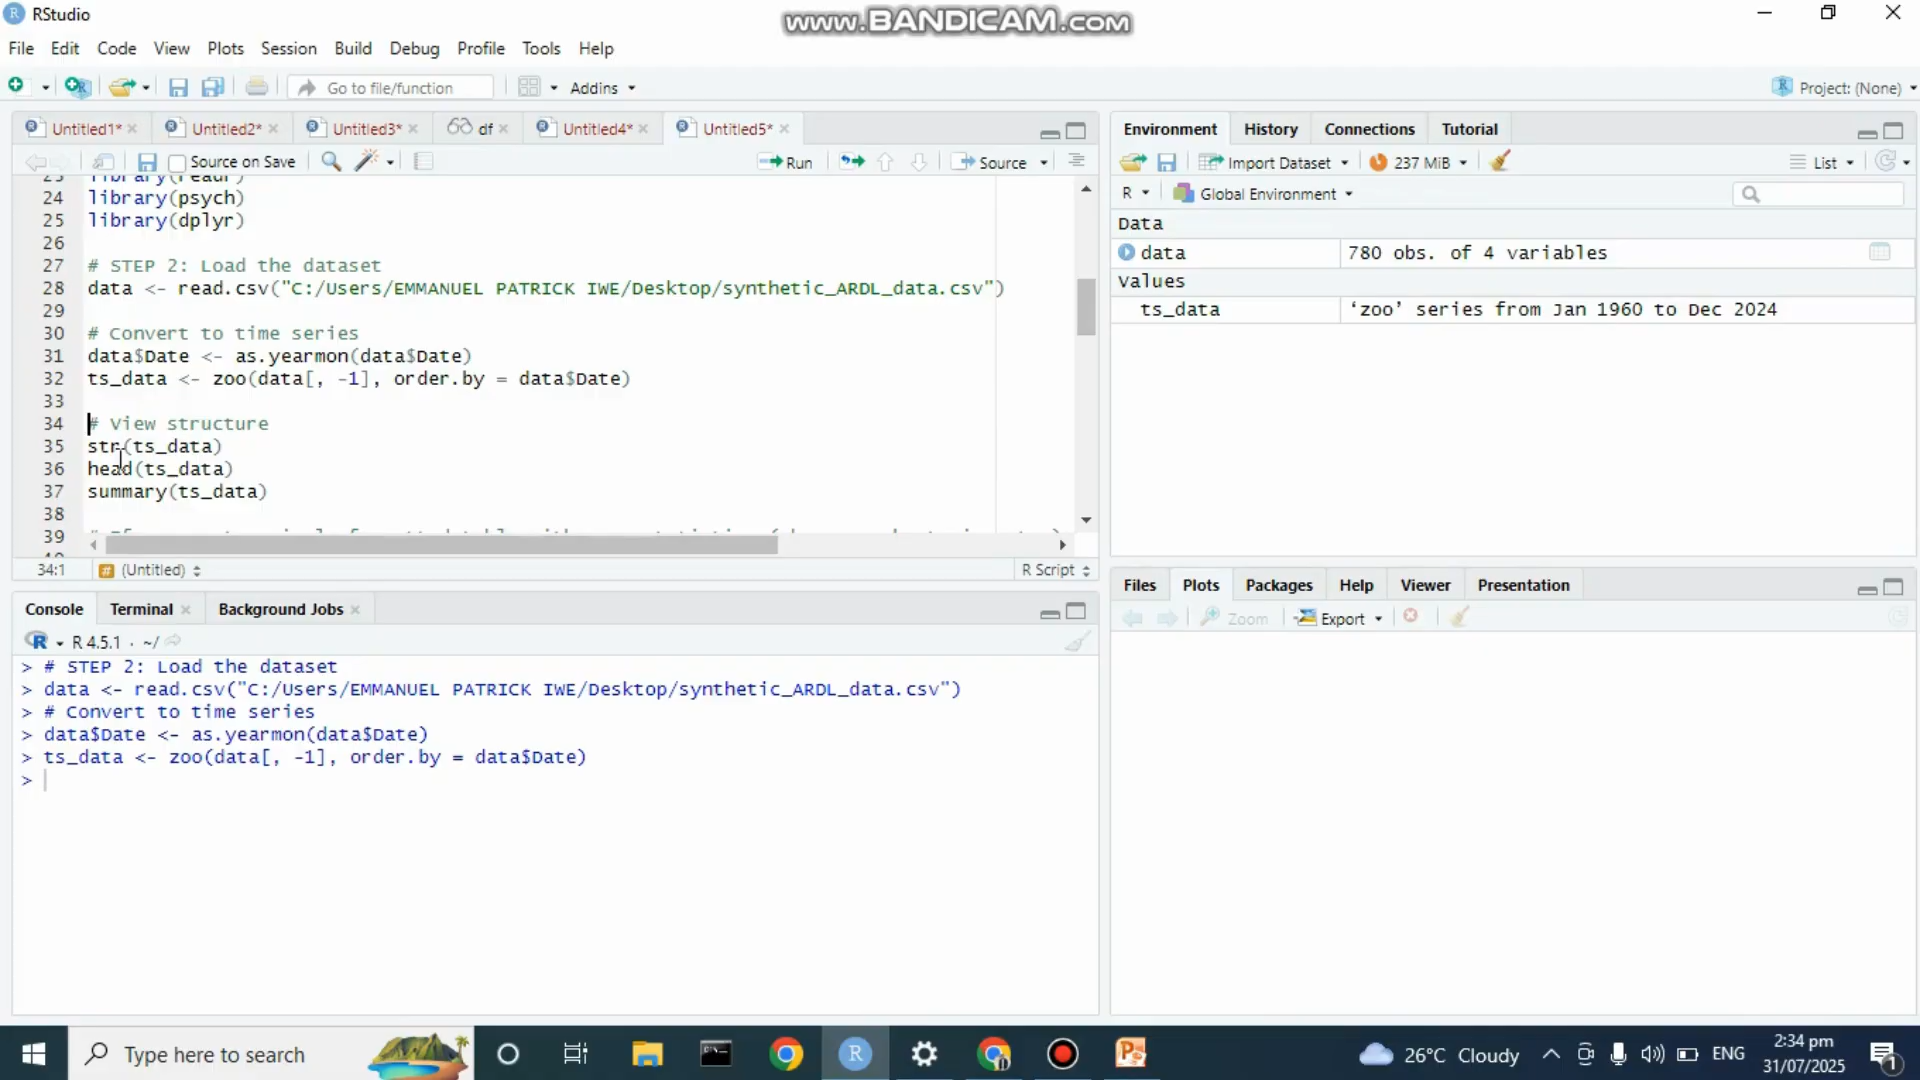 RStudio
www.BANDICAM.com
File Edit Code View Plots Session Build Debug Profile Tools Help
Go to file/function Addins Project: (None)
Untitled1* Untitled2* Untitled3* df Untitled4* Untitled5*
Source on Save Run Source
23 library(readr)
24 library(psych)
25 library(dplyr)
26
27 # STEP 2: Load the dataset
28 data <- read.csv("C:/Users/EMMANUEL PATRICK IWE/Desktop/synthetic_ARDL_data.csv")
29
30 # Convert to time series
31 data$Date <- as.yearmon(data$Date)
32 ts_data <- zoo(data[, -1], order.by = data$Date)
33
34 # View structure
35 str(ts_data)
36 head(ts_data)
37 summary(ts_data)
38
39
34:1 (Untitled) R Script
Console Terminal Background Jobs
R 4.5.1 · ~/
> # STEP 2: Load the dataset
> data <- read.csv("C:/Users/EMMANUEL PATRICK IWE/Desktop/synthetic_ARDL_data.csv")
> # Convert to time series
> data$Date <- as.yearmon(data$Date)
> ts_data <- zoo(data[, -1], order.by = data$Date)
>
Environment History Connections Tutorial
Import Dataset 237 MiB List
R Global Environment
Data
data 780 obs. of 4 variables
Values
ts_data ‘zoo’ series from Jan 1960 to Dec 2024
Files Plots Packages Help Viewer Presentation
Zoom Export
Type here to search
26°C Cloudy ENG 2:34 pm
31/07/2025
1